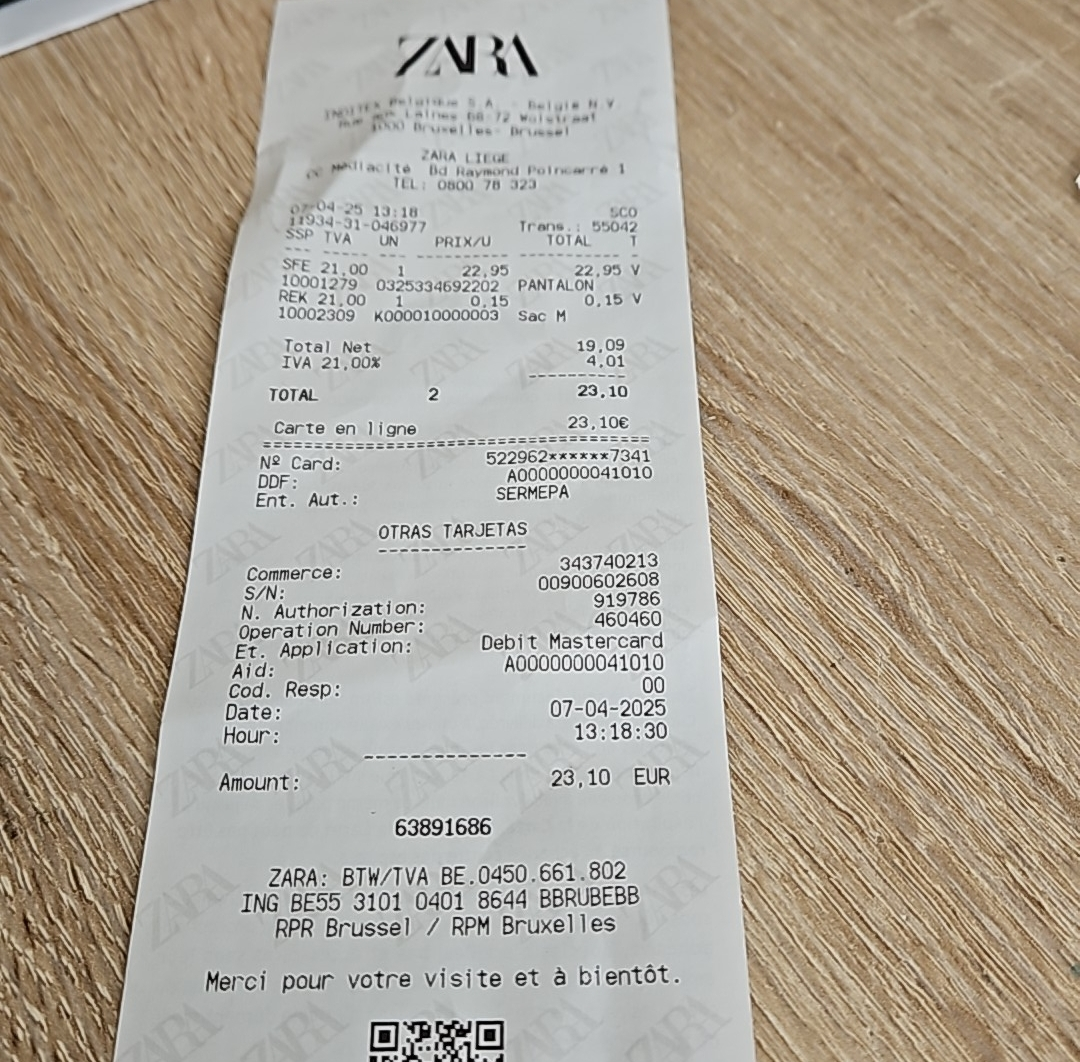 ZARA
INDITEX Belgique S.A. - Belgie N.V.
Rue aux Laines 68-72 Wolstraat
1000 Bruxelles- Brussel
ZARA LIEGE
CC Médiacité Bd Raymond Poincarré 1
TEL: 0800 78 323
07-04-25 13:18 SCO
11934-31-046977 Trans.: 55042
SSP TVA UN PRIX/U TOTAL T
SFE 21,00 1 22,95 22,95 V
10001279 0325334692202 PANTALON
REK 21,00 1 0,15 0,15 V
10002309 K000010000003 Sac M
Total Net 19,09
IVA 21,00% 4,01
TOTAL 2 23,10
Carte en ligne 23,10€
Nº Card: 522962******7341
DDF: A0000000041010
Ent. Aut.: SERMEPA
OTRAS TARJETAS
Commerce: 343740213
S/N: 00900602608
N. Authorization: 919786
Operation Number: 460460
Et. Application: Debit Mastercard
Aid: A0000000041010
Cod. Resp: 00
Date: 07-04-2025
Hour: 13:18:30
Amount: 23,10 EUR
63891686
ZARA: BTW/TVA BE.0450.661.802
ING BE55 3101 0401 8644 BBRUBEBB
RPR Brussel / RPM Bruxelles
Merci pour votre visite et à bientôt.